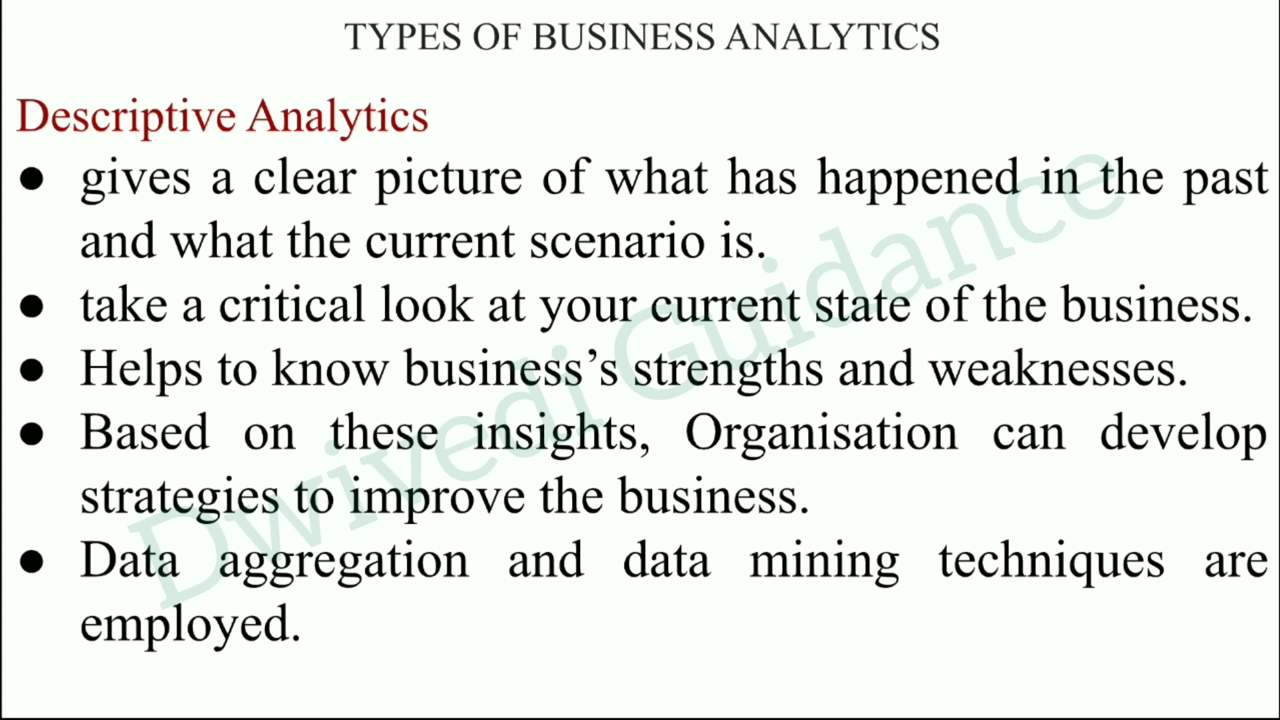 TYPES OF BUSINESS ANALYTICS
Descriptive Analytics
● gives a clear picture of what has happened in the past
and what the current scenario is.
● take a critical look at your current state of the business.
● Helps to know business’s strengths and weaknesses.
● Based on these insights, Organisation can develop
strategies to improve the business.
● Data aggregation and data mining techniques are
employed.
Dwivedi Guidance